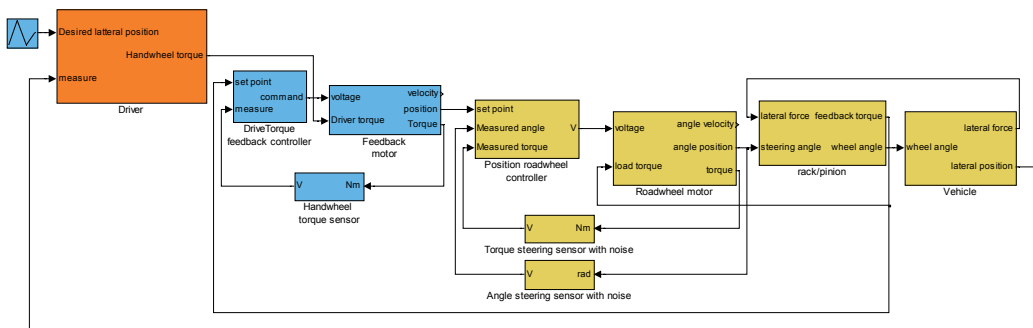 Desired latteral position
Handwheel torque
measure
Driver
set point
command
measure
DriveTorque
feedback controller
velocity
voltage
position
Driver torque
Torque
Feedback
motor
V
Nm
Handwheel
torque sensor
set point
Measured angle
V
Measured torque
Position roadwheel
controller
voltage
angle velocity
angle position
load torque
torque
Roadwheel motor
V
Nm
Torque steering sensor with noise
V
rad
Angle steering sensor with noise
lateral force
feedback torque
steering angle
wheel angle
rack/pinion
lateral force
wheel angle
lateral position
Vehicle